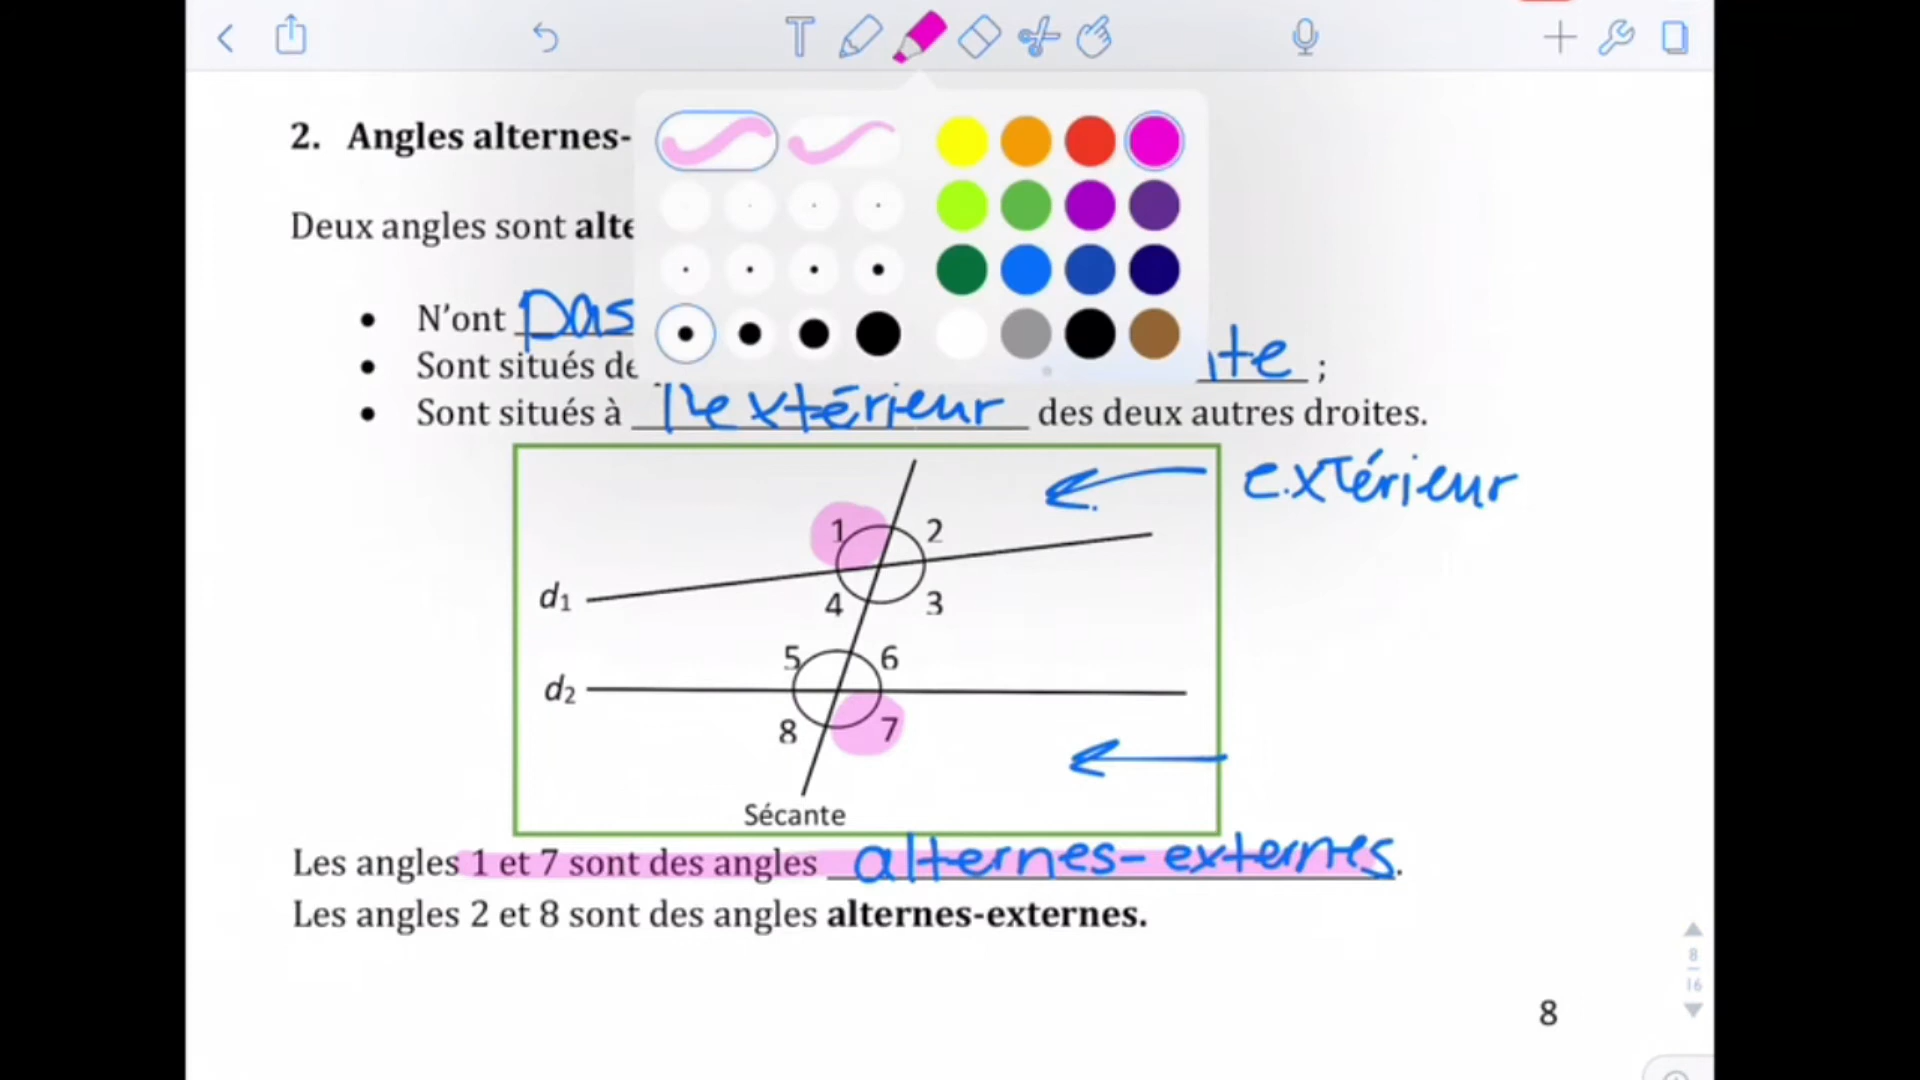 T
2. Angles alternes-
Deux angles sont alte
N'ont pas
Sont situés de ite ;
Sont situés à l'extérieur des deux autres droites.
extérieur
1 2
d1
4 3
5 6
d2
8 7
Sécante
Les angles 1 et 7 sont des angles alternes-externes.
Les angles 2 et 8 sont des angles alternes-externes.
8
16
8